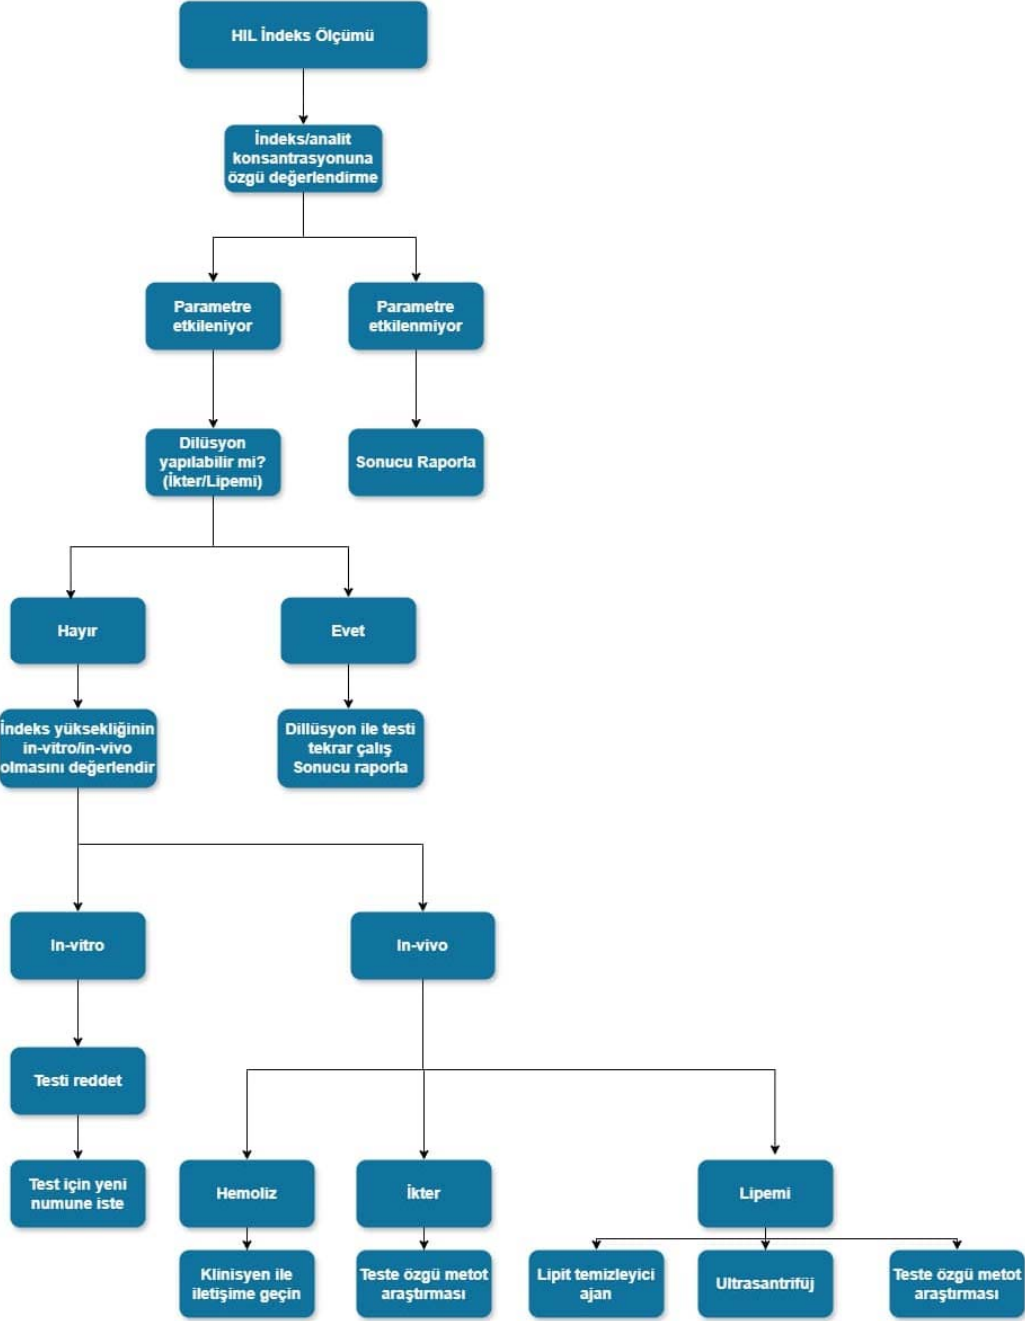 HIL İndeks Ölçümü
İndeks/analit
konsantrasyonuna
özgü değerlendirme
Parametre
etkileniyor
Parametre
etkilenmiyor
Dilüsyon
yapılabilir mi?
(İkter/Lipemi)
Sonucu Raporla
Hayır
Evet
İndeks yüksekliğinin
in-vitro/in-vivo
olmasını değerlendir
Dillüsyon ile testi
tekrar çalış
Sonucu raporla
In-vitro
In-vivo
Testi reddet
Test için yeni
numune iste
Hemoliz
İkter
Lipemi
Klinisyen ile
iletişime geçin
Teste özgü metot
araştırması
Lipit temizleyici
ajan
Ultrasantrifüj
Teste özgü metot
araştırması